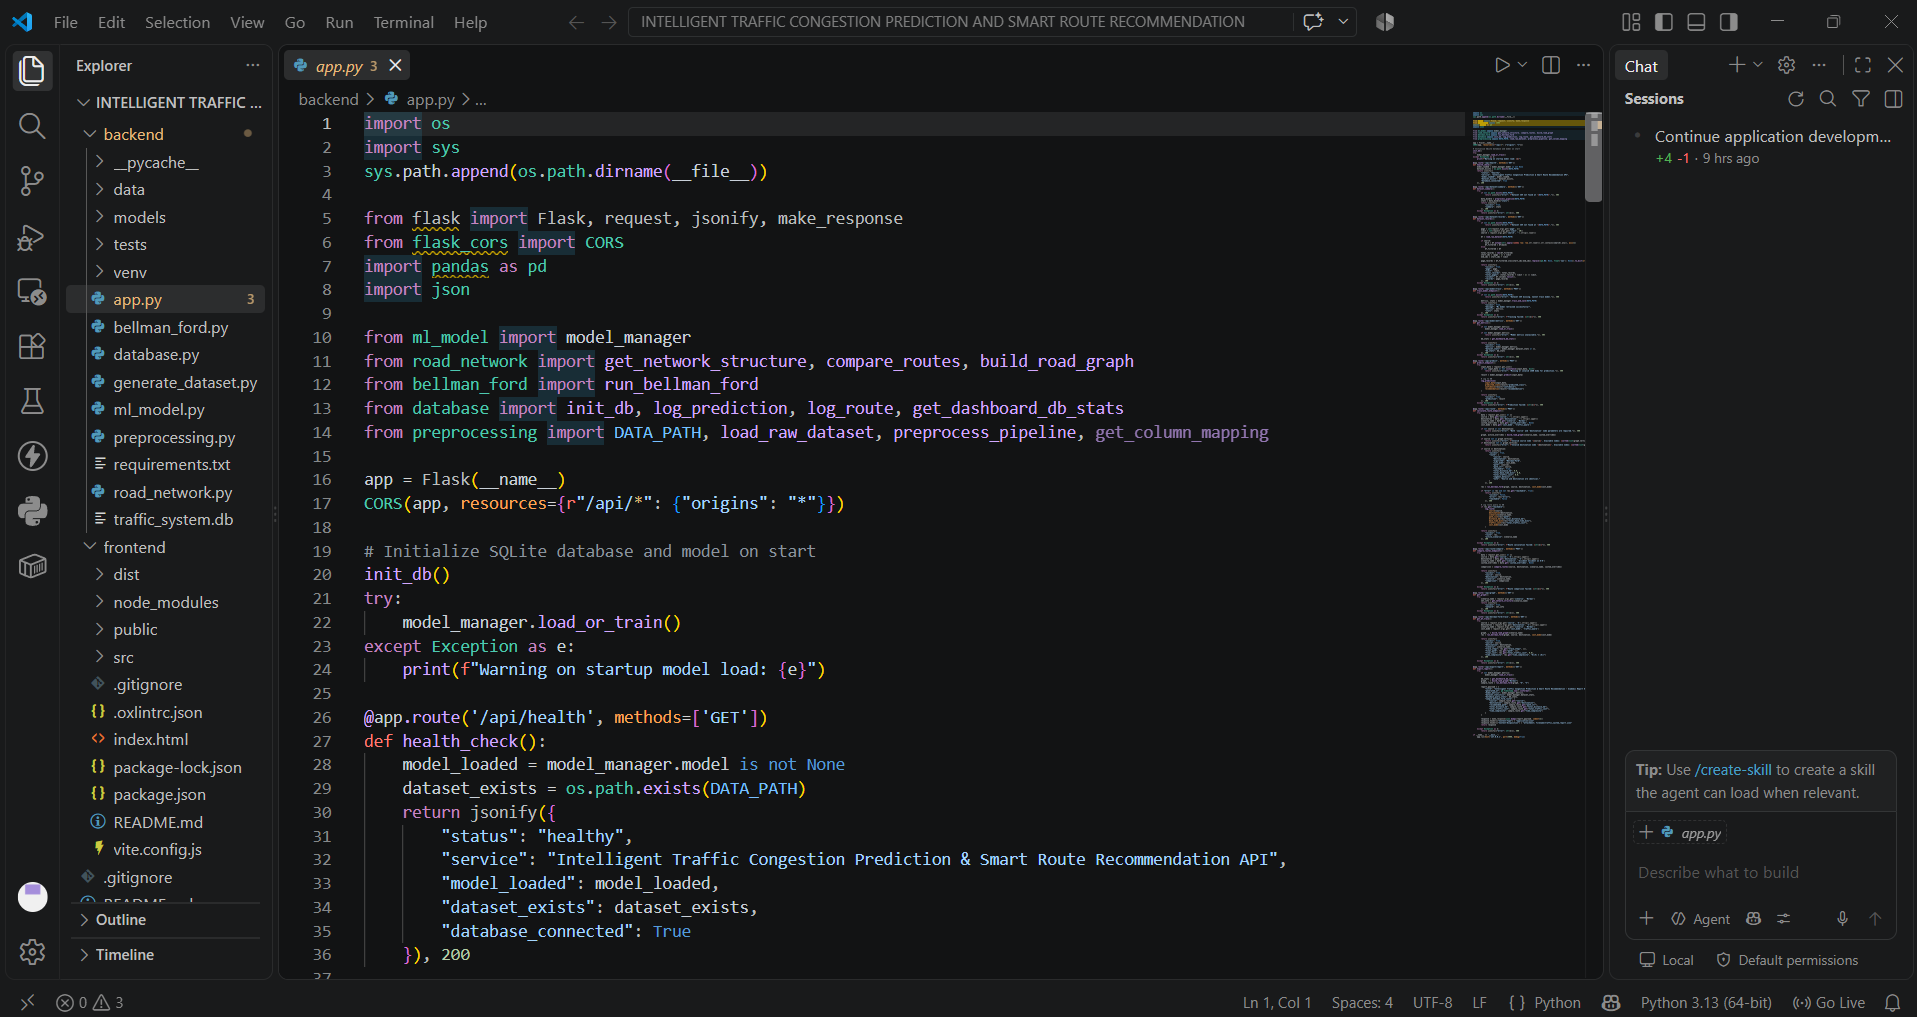 File Edit Selection View Go Run Terminal Help
INTELLIGENT TRAFFIC CONGESTION PREDICTION AND SMART ROUTE RECOMMENDATION
Explorer
INTELLIGENT TRAFFIC ...
backend
__pycache__
data
models
tests
venv
app.py 3
bellman_ford.py
database.py
generate_dataset.py
ml_model.py
preprocessing.py
requirements.txt
road_network.py
traffic_system.db
frontend
dist
node_modules
public
src
.gitignore
.oxlintrc.json
index.html
package-lock.json
package.json
README.md
vite.config.js
.gitignore
README.md
Outline
Timeline
app.py 3
backend > app.py > ...
1 import os
2 import sys
3 sys.path.append(os.path.dirname(__file__))
4
5 from flask import Flask, request, jsonify, make_response
6 from flask_cors import CORS
7 import pandas as pd
8 import json
9
10 from ml_model import model_manager
11 from road_network import get_network_structure, compare_routes, build_road_graph
12 from bellman_ford import run_bellman_ford
13 from database import init_db, log_prediction, log_route, get_dashboard_db_stats
14 from preprocessing import DATA_PATH, load_raw_dataset, preprocess_pipeline, get_column_mapping
15
16 app = Flask(__name__)
17 CORS(app, resources={r"/api/*": {"origins": "*"}})
18
19 # Initialize SQLite database and model on start
20 init_db()
21 try:
22 model_manager.load_or_train()
23 except Exception as e:
24 print(f"Warning on startup model load: {e}")
25
26 @app.route('/api/health', methods=['GET'])
27 def health_check():
28 model_loaded = model_manager.model is not None
29 dataset_exists = os.path.exists(DATA_PATH)
30 return jsonify({
31 "status": "healthy",
32 "service": "Intelligent Traffic Congestion Prediction & Smart Route Recommendation API",
33 "model_loaded": model_loaded,
34 "dataset_exists": dataset_exists,
35 "database_connected": True
36 }), 200
37
Chat
Sessions
Continue application developm...
+4 -1 · 9 hrs ago
Tip: Use /create-skill to create a skill
the agent can load when relevant.
app.py
Describe what to build
Agent
Local Default permissions
0 3
Ln 1, Col 1 Spaces: 4 UTF-8 LF { } Python Python 3.13 (64-bit) Go Live